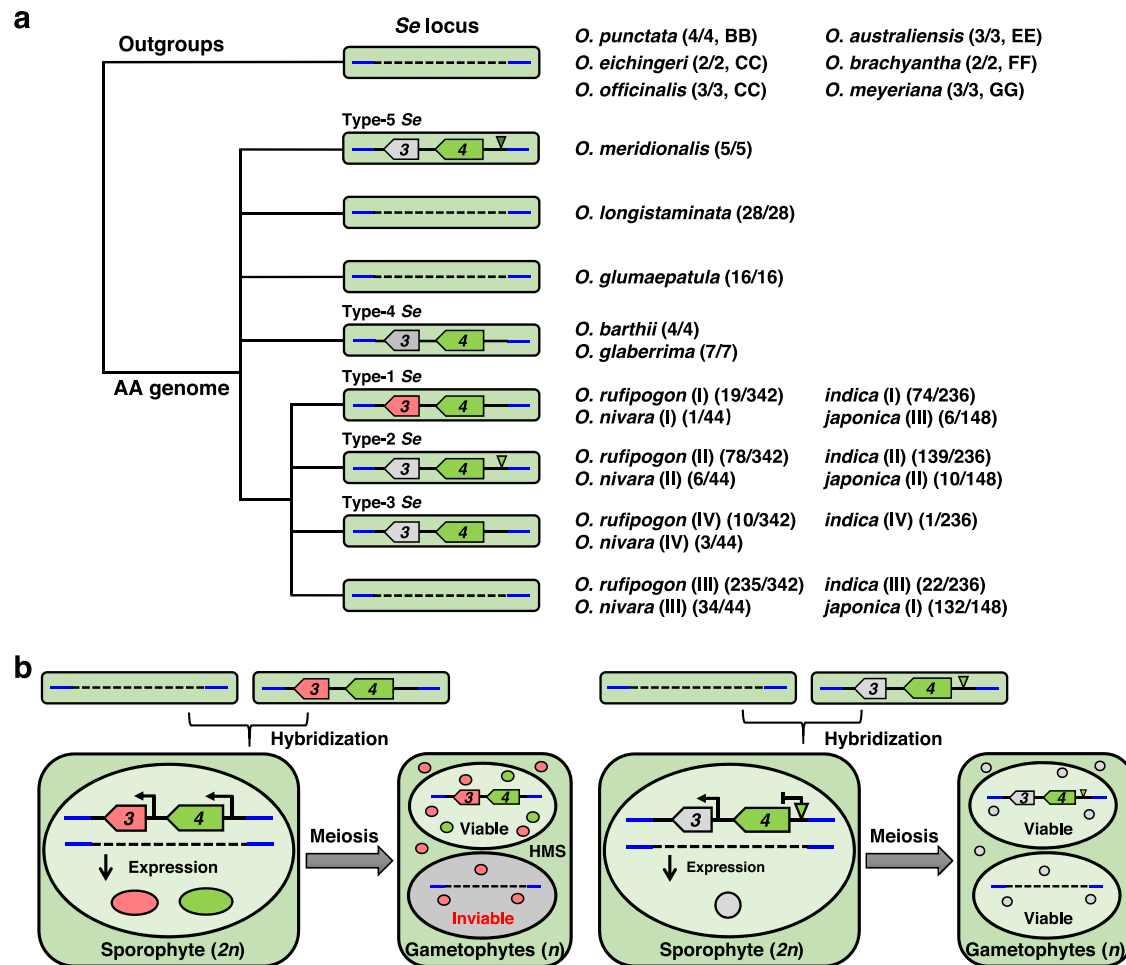 a
Outgroups
Se locus
O. punctata (4/4, BB)
O. australiensis (3/3, EE)
O. eichingeri (2/2, CC)
O. brachyantha (2/2, FF)
O. officinalis (3/3, CC)
O. meyeriana (3/3, GG)
Type-5 Se
3
4
O. meridionalis (5/5)
O. longistaminata (28/28)
O. glumaepatula (16/16)
Type-4 Se
3
4
O. barthii (4/4)
O. glaberrima (7/7)
AA genome
Type-1 Se
3
4
O. rufipogon (I) (19/342)
indica (I) (74/236)
O. nivara (I) (1/44)
japonica (III) (6/148)
Type-2 Se
3
4
O. rufipogon (II) (78/342)
indica (II) (139/236)
O. nivara (II) (6/44)
japonica (II) (10/148)
Type-3 Se
3
4
O. rufipogon (IV) (10/342)
indica (IV) (1/236)
O. nivara (IV) (3/44)
O. rufipogon (III) (235/342)
indica (III) (22/236)
O. nivara (III) (34/44)
japonica (I) (132/148)
b
3
4
Hybridization
3
4
Expression
Sporophyte (2n)
Meiosis
3
4
Viable
HMS
Inviable
Gametophytes (n)
3
4
Hybridization
3
4
Expression
Sporophyte (2n)
Meiosis
3
4
Viable
Viable
Gametophytes (n)